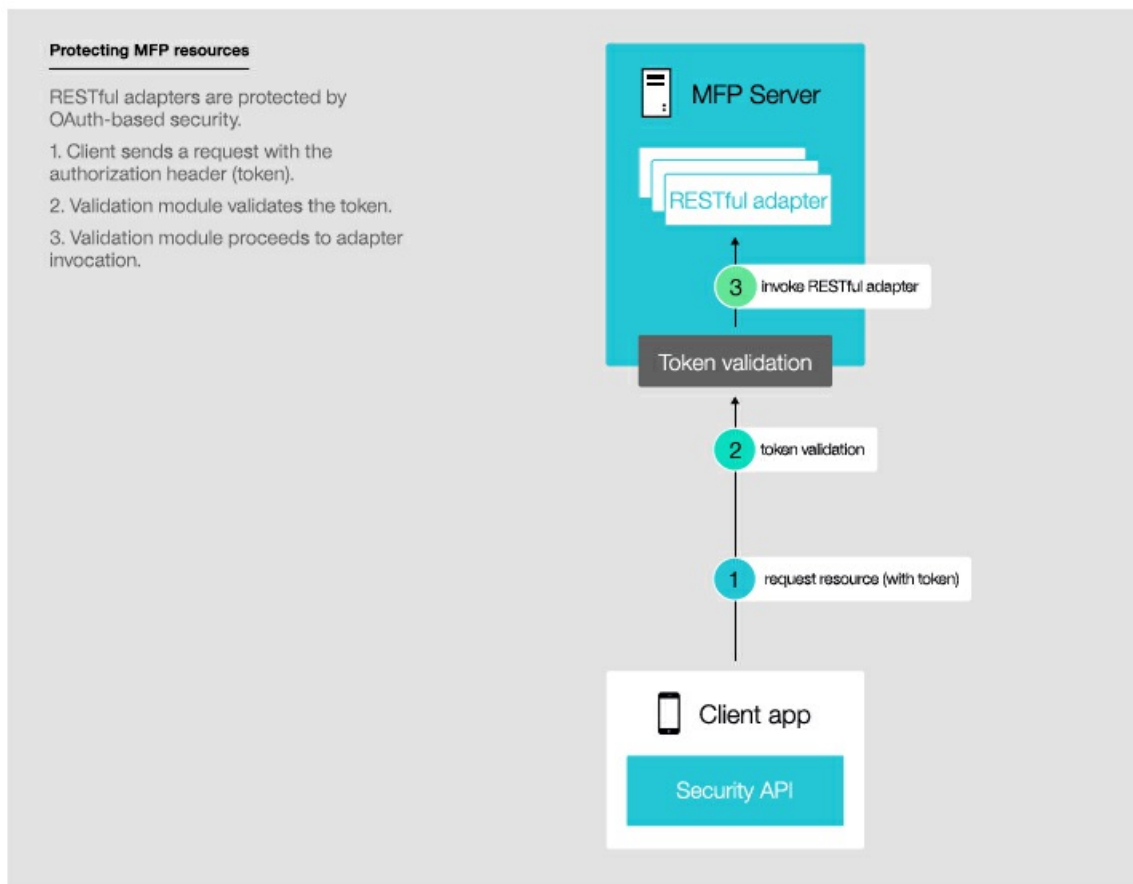 Protecting MFP resources
RESTful adapters are protected by
OAuth-based security.
1. Client sends a request with the
authorization header (token).
2. Validation module validates the token.
3. Validation module proceeds to adapter
invocation.
MFP Server
RESTful adapter
3 invoke RESTful adapter
Token validation
2 token validation
1 request resource (with token)
Client app
Security API